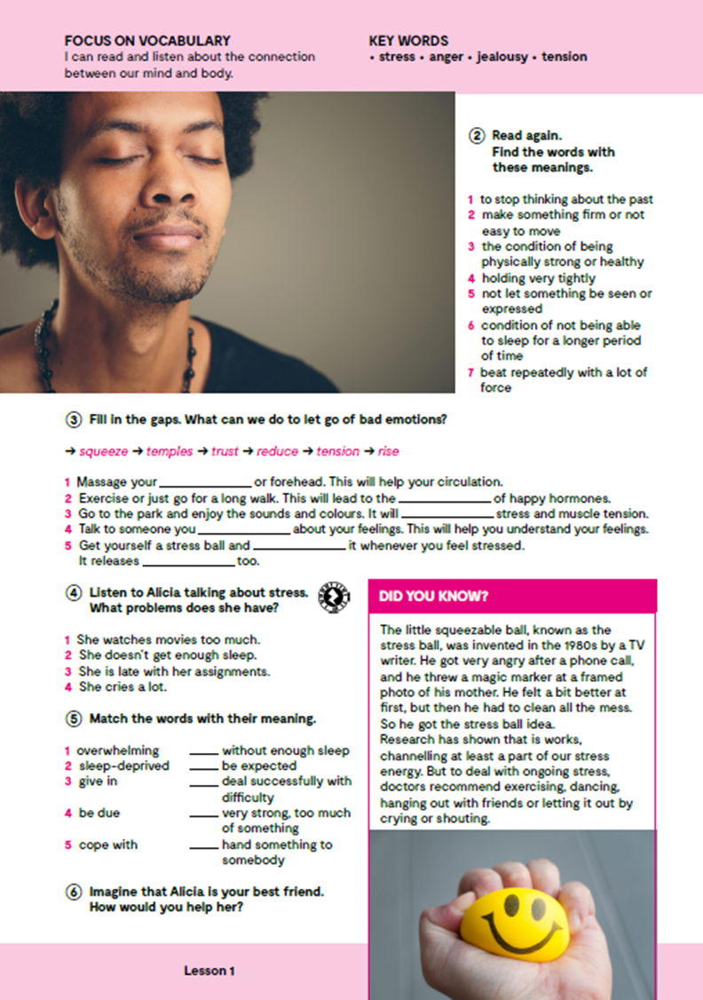 FOCUS ON VOCABULARY
I can read and listen about the connection
between our mind and body.
KEY WORDS
• stress • anger • jealousy • tension
2 Read again.
Find the words with
these meanings.
1 to stop thinking about the past
2 make something firm or not
easy to move
3 the condition of being
physically strong or healthy
4 holding very tightly
5 not let something be seen or
expressed
6 condition of not being able
to sleep for a longer period
of time
7 beat repeatedly with a lot of
force
3 Fill in the gaps. What can we do to let go of bad emotions?
→ squeeze → temples → trust → reduce → tension → rise
1 Massage your ____________ or forehead. This will help your circulation.
2 Exercise or just go for a long walk. This will lead to the ____________ of happy hormones.
3 Go to the park and enjoy the sounds and colours. It will ____________ stress and muscle tension.
4 Talk to someone you ____________ about your feelings. This will help you understand your feelings.
5 Get yourself a stress ball and ____________ it whenever you feel stressed.
It releases ____________ too.
4 Listen to Alicia talking about stress.
What problems does she have?
1 She watches movies too much.
2 She doesn't get enough sleep.
3 She is late with her assignments.
4 She cries a lot.
5 Match the words with their meaning.
1 overwhelming ____ without enough sleep
2 sleep-deprived ____ be expected
3 give in ____ deal successfully with
difficulty
4 be due ____ very strong, too much
of something
5 cope with ____ hand something to
somebody
6 Imagine that Alicia is your best friend.
How would you help her?
DID YOU KNOW?
The little squeezable ball, known as the
stress ball, was invented in the 1980s by a TV
writer. He got very angry after a phone call,
and he threw a magic marker at a framed
photo of his mother. He felt a bit better at
first, but then he had to clean all the mess.
So he got the stress ball idea.
Research has shown that is works,
channelling at least a part of our stress
energy. But to deal with ongoing stress,
doctors recommend exercising, dancing,
hanging out with friends or letting it out by
crying or shouting.
Lesson 1